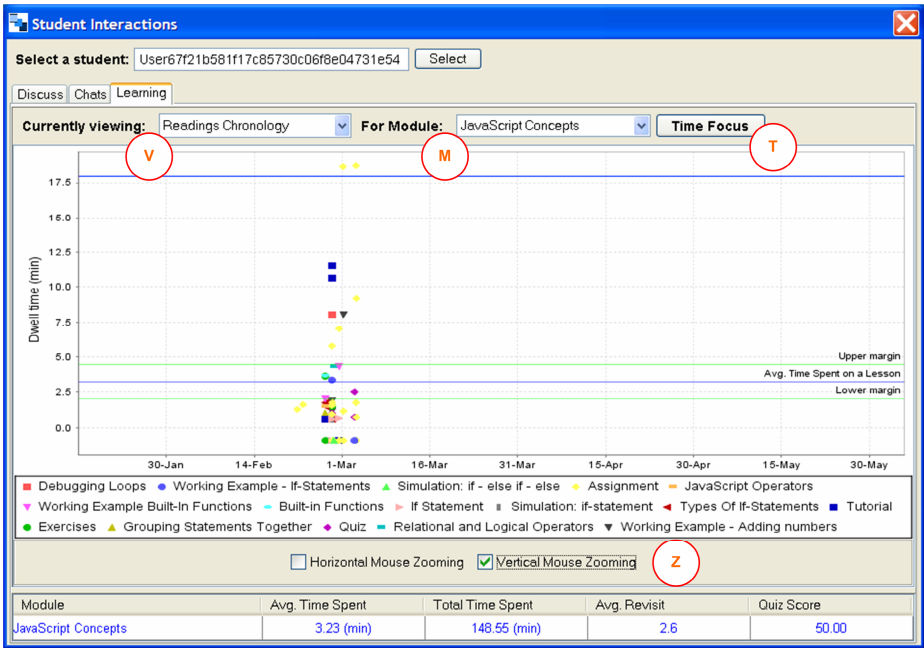 Student Interactions
Select a student: User67f21b581f17c85730c06f8e04731e54 Select
Discuss Chats Learning
Currently viewing: Readings Chronology For Module: JavaScript Concepts Time Focus
V M T
17.5
15.0
12.5
10.0
7.5
5.0
2.5
0.0
Dwell time (min)
Upper margin
Avg. Time Spent on a Lesson
Lower margin
30-Jan 14-Feb 1-Mar 16-Mar 31-Mar 15-Apr 30-Apr 15-May 30-May
Debugging Loops Working Example - If-Statements Simulation: if - else if - else Assignment JavaScript Operators
Working Example Built-In Functions Built-in Functions If Statement Simulation: if-statement Types Of If-Statements Tutorial
Exercises Grouping Statements Together Quiz Relational and Logical Operators Working Example - Adding numbers
Horizontal Mouse Zooming Vertical Mouse Zooming Z
Module Avg. Time Spent Total Time Spent Avg. Revisit Quiz Score
JavaScript Concepts 3.23 (min) 148.55 (min) 2.6 50.00